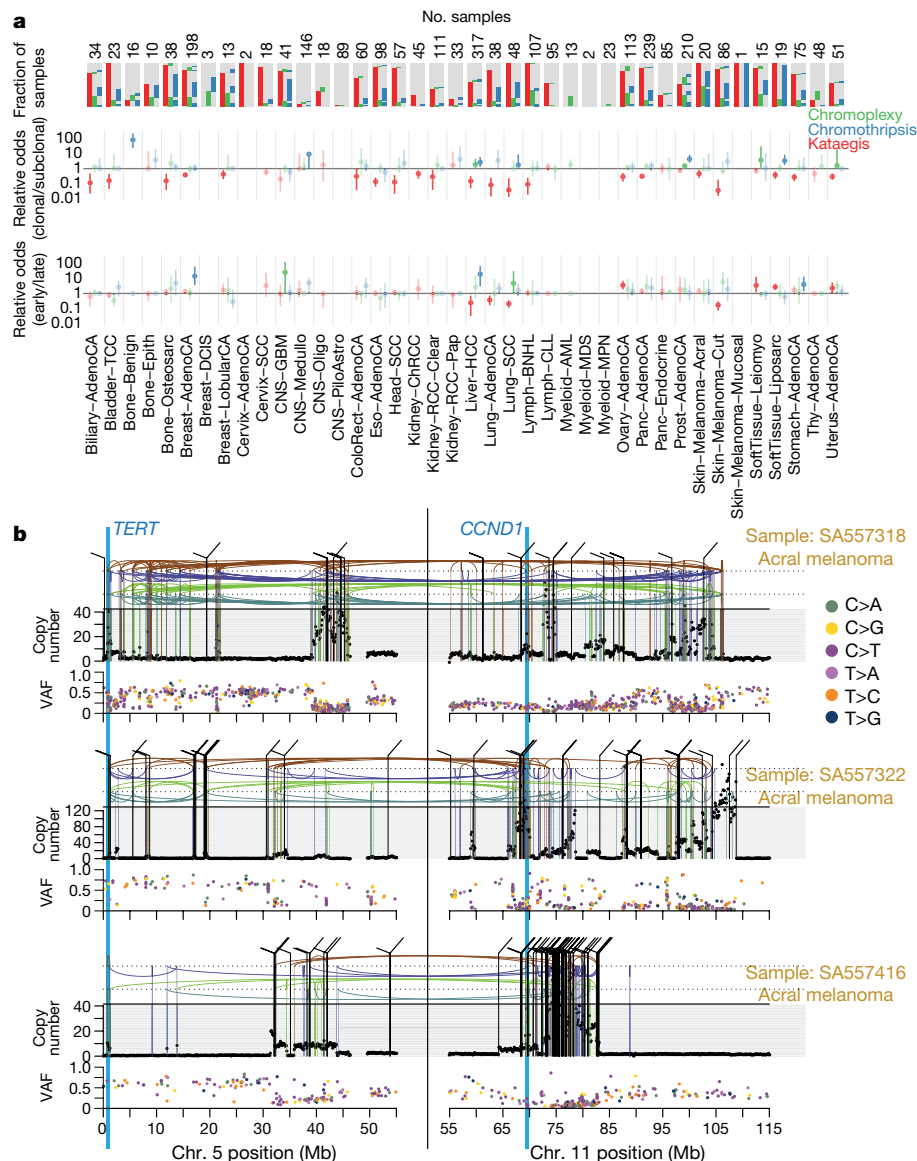 a
No. samples
34
23
16
10
38
198
3
13
2
18
41
146
18
89
60
98
57
45
111
33
317
38
48
107
95
13
2
23
113
239
85
210
20
86
1
15
19
75
48
51
Fraction of
samples
Chromoplexy
Chromothripsis
Kataegis
Relative odds
(clonal/subclonal)
100
10
1
0.1
0.01
Relative odds
(early/late)
100
10
1
0.1
0.01
Biliary–AdenoCA
Bladder–TCC
Bone–Benign
Bone–Epith
Bone–Osteosarc
Breast–AdenoCA
Breast–DCIS
Breast–LobularCA
Cervix–AdenoCA
Cervix–SCC
CNS–GBM
CNS–Medullo
CNS–Oligo
CNS–PiloAstro
ColoRect–AdenoCA
Eso–AdenoCA
Head–SCC
Kidney–ChRCC
Kidney–RCC–Clear
Kidney–RCC–Pap
Liver–HCC
Lung–AdenoCA
Lung–SCC
Lymph–BNHL
Lymph–CLL
Myeloid–AML
Myeloid–MDS
Myeloid–MPN
Ovary–AdenoCA
Panc–AdenoCA
Panc–Endocrine
Prost–AdenoCA
Skin–Melanoma–Acral
Skin–Melanoma–Cut
Skin–Melanoma–Mucosal
SoftTissue–Leiomyo
SoftTissue–Liposarc
Stomach–AdenoCA
Thy–AdenoCA
Uterus–AdenoCA
b
TERT
CCND1
Sample: SA557318
Acral melanoma
Copy
number
40
20
0
VAF
1.0
0.5
0
C>A
C>G
C>T
T>A
T>C
T>G
Sample: SA557322
Acral melanoma
Copy
number
120
80
40
0
VAF
1.0
0.5
0
Sample: SA557416
Acral melanoma
Copy
number
40
20
0
VAF
1.0
0.5
0
0 10 20 30 40 50 55 65 75 85 95 105 115
Chr. 5 position (Mb)
Chr. 11 position (Mb)